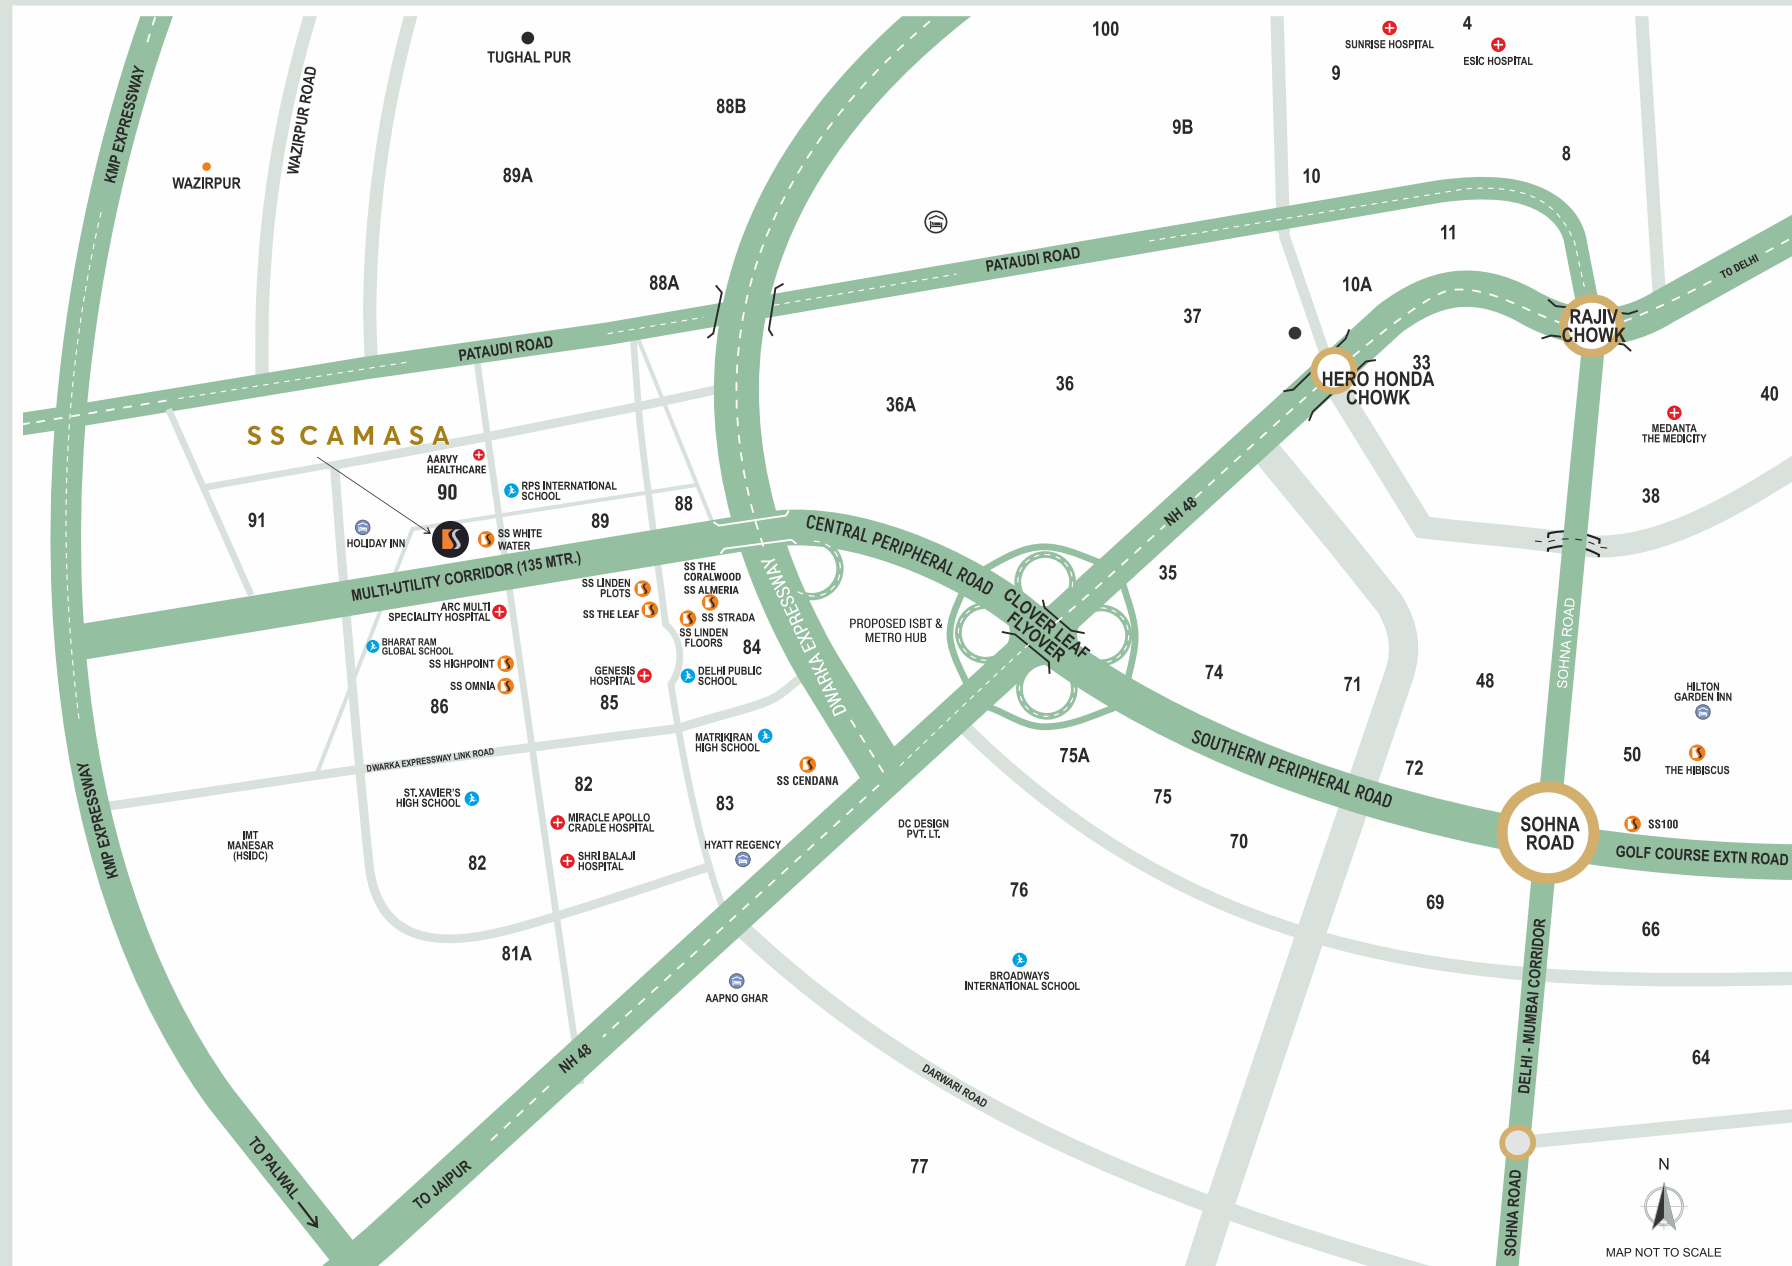 100
4
SUNRISE HOSPITAL
ESIC HOSPITAL
TUGHAL PUR
9
KMP EXPRESSWAY
WAZIRPUR ROAD
88B
9B
8
WAZIRPUR
89A
10
11
PATAUDI ROAD
TO DELHI
88A
10A
37
RAJIV
CHOWK
PATAUDI ROAD
33
HERO HONDA
CHOWK
36
36A
40
MEDANTA
THE MEDICITY
SS CAMASA
AARVY
HEALTHCARE
90
RPS INTERNATIONAL
SCHOOL
88
38
91
89
NH 48
HOLIDAY INN
SS WHITE
WATER
CENTRAL PERIPHERAL ROAD
MULTI-UTILITY CORRIDOR (135 MTR.)
SS THE
CORALWOOD
SS ALMERIA
SS LINDEN
PLOTS
35
DWARKA EXPRESSWAY
CLOVER LEAF
FLYOVER
ARC MULTI
SPECIALITY HOSPITAL
SS THE LEAF
SS STRADA
SS LINDEN
FLOORS
PROPOSED ISBT &
METRO HUB
SOHNA ROAD
BHARAT RAM
GLOBAL SCHOOL
84
SS HIGHPOINT
GENESIS
HOSPITAL
DELHI PUBLIC
SCHOOL
74
71
48
SS OMNIA
86
85
HILTON
GARDEN INN
MATRIKIRAN
HIGH SCHOOL
SOUTHERN PERIPHERAL ROAD
75A
72
50
DWARKA EXPRESSWAY LINK ROAD
THE HIBISCUS
SS CENDANA
ST. XAVIER'S
HIGH SCHOOL
82
83
75
KMP EXPRESSWAY
MIRACLE APOLLO
CRADLE HOSPITAL
DC DESIGN
PVT. LT.
SOHNA
ROAD
SS100
IMT
MANESAR
(HSIDC)
HYATT REGENCY
70
GOLF COURSE EXTN ROAD
82
SHRI BALAJI
HOSPITAL
76
69
66
81A
BROADWAYS
INTERNATIONAL SCHOOL
AAPNO GHAR
DELHI - MUMBAI CORRIDOR
NH 48
64
DARWARI ROAD
TO PALWAL
TO JAIPUR
77
SOHNA ROAD
N
MAP NOT TO SCALE